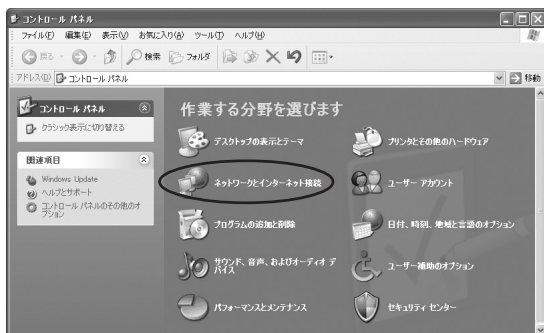 コントロール パネル
ファイル(F) 編集(E) 表示(V) お気に入り(A) ツール(T) ヘルプ(H)
戻る 検索 フォルダ
アドレス(D) コントロール パネル 移動
コントロール パネル
クラシック表示に切り替える
関連項目
Windows Update
ヘルプとサポート
コントロール パネルのその他のオプション
作業する分野を選びます
デスクトップの表示とテーマ
プリンタとその他のハードウェア
ネットワークとインターネット接続
ユーザー アカウント
プログラムの追加と削除
日付、時刻、地域と言語のオプション
サウンド、音声、およびオーディオ デ
バイス
ユーザー補助のオプション
パフォーマンスとメンテナンス
セキュリティ センター